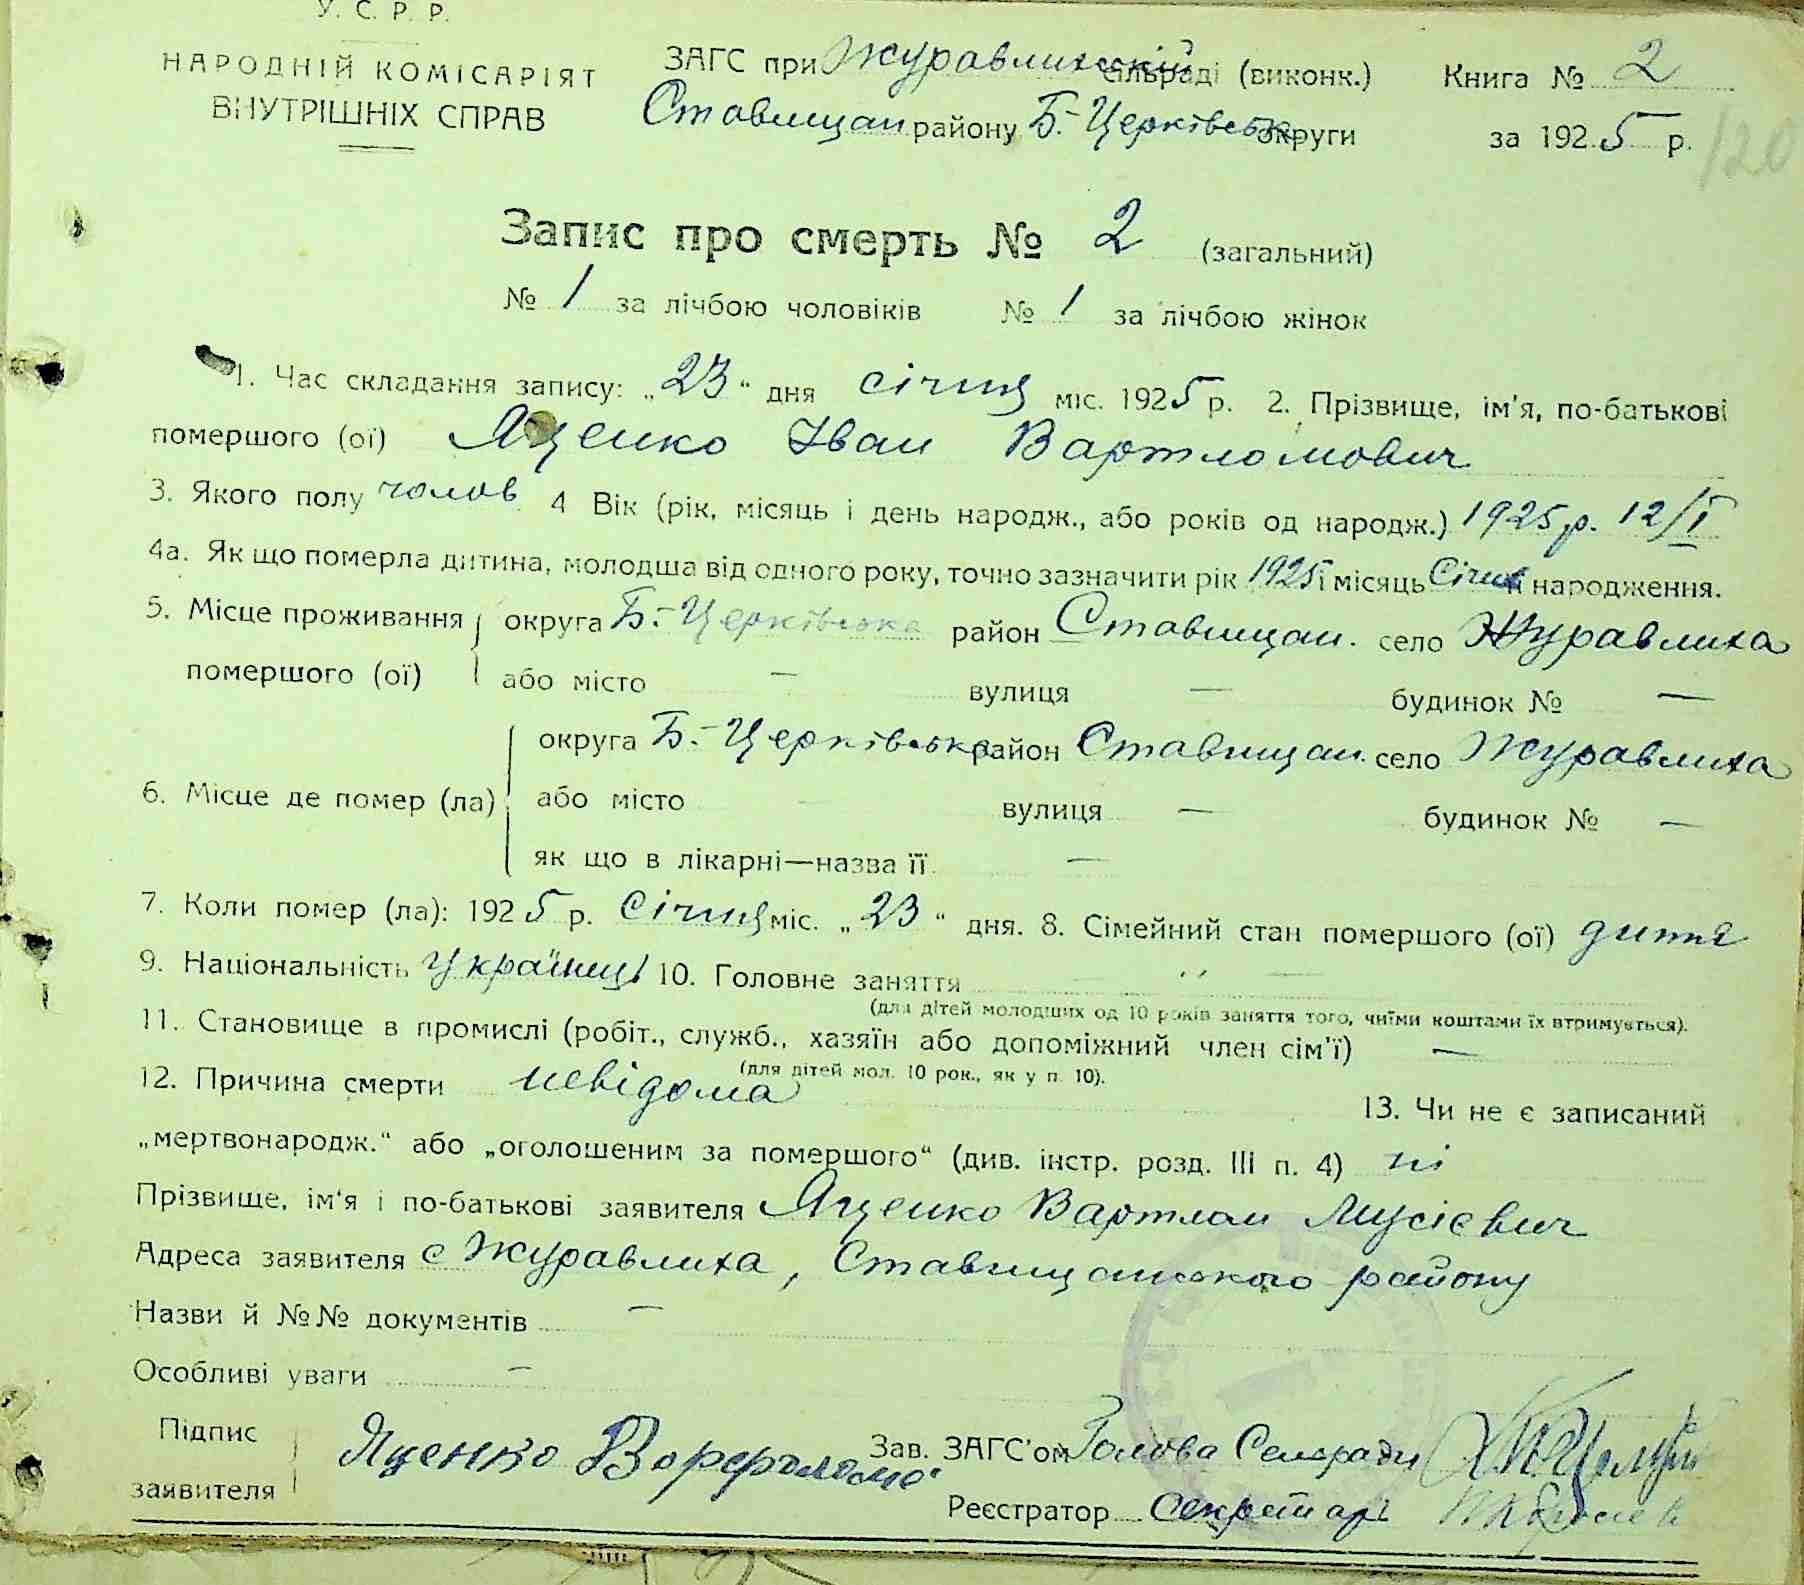 У. С. Р. Р.
НАРОДНІЙ КОМІСАРІЯТ
ВНУТРІШНІХ СПРАВ
ЗАГС при Журавлихській сільраді (виконк.) Книга № 2
Ставищан районy Б.-Церківськ округи за 1925 р.
120
Запис про смерть № 2 (загальний)
№ 1 за лічбою чоловіків № 1 за лічбою жінок
1. Час складання запису: „23“ дня січня міс. 1925 р. 2. Прізвище, ім'я, по-батькові
помершого (ої) Яценко Іван Вартломович
3. Якого полу чолов 4 Вік (рік, місяць і день народж., або років од народж.) 1925 р. 12/I
4а. Як що померла дитина, молодша від одного року, точно зазначити рік 1925 і місяць Січня її народження.
5. Місце проживання округа Б.-Церківська район Ставищан. село Журавлиха
помершого (ої) або місто — вулиця — будинок № —
округа Б.-Церківська район Ставищан. село Журавлиха
6. Місце де помер (ла) або місто вулиця — будинок № —
як що в лікарні—назва її —
7. Коли помер (ла): 1925 р. Січня міс. „23“ дня. 8. Сімейний стан помершого (ої) дитя
9. Національність Українці 10. Головне заняття „ —
(для дітей молодших од 10 років заняття того, чиїми коштами їх втримується).
11. Становище в промислі (робіт., служб., хазяїн або допоміжний член сім'ї) —
(для дітей мол. 10 рок., як у п. 10).
12. Причина смерти невідома 13. Чи не є записаний
„мертвонародж.“ або „оголошеним за помершого“ (див. інстр. розд. III п. 4) ні
Прізвище, ім'я і по-батькові заявителя Яценко Вартлам Мусієвич
Адреса заявителя с Журавлиха, Ставищанського району
Назви й №№ документів —
Особливі уваги —
Підпис
заявителя Яценко Ворфоломо
Зав. ЗАГС'ом Голова Сельради
Реєстратор Секретарь